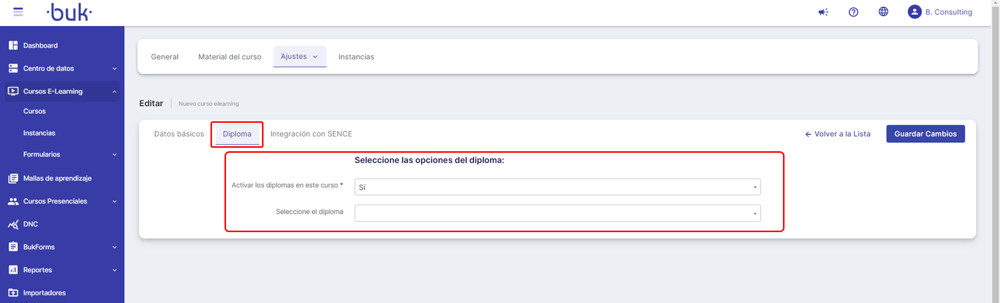 ·buk·
B. Consulting
Dashboard
Centro de datos
Cursos E-Learning
Cursos
Instancias
Formularios
Mallas de aprendizaje
Cursos Presenciales
DNC
BukForms
Reportes
Importadores
General Material del curso Ajustes Instancias
Editar Nuevo curso elearning
Datos básicos Diploma Integración con SENCE ← Volver a la Lista Guardar Cambios
Seleccione las opciones del diploma:
Activar los diplomas en este curso * Sí
Seleccione el diploma